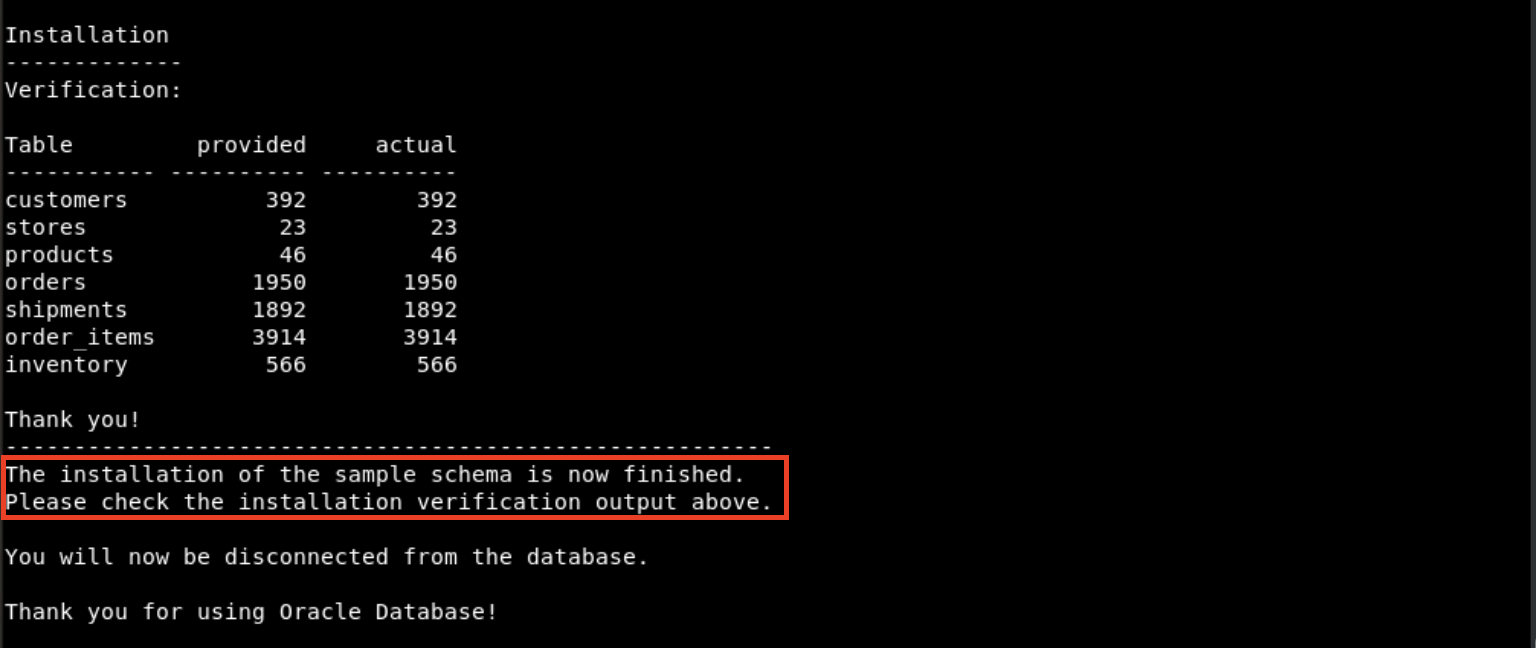 Installation
-------------
Verification:
Table         provided     actual
----------- ---------- ----------
customers          392        392
stores              23         23
products            46         46
orders            1950       1950
shipments         1892       1892
order_items       3914       3914
inventory          566        566
Thank you!
--------------------------------------------------------
The installation of the sample schema is now finished.
Please check the installation verification output above.
You will now be disconnected from the database.
Thank you for using Oracle Database!